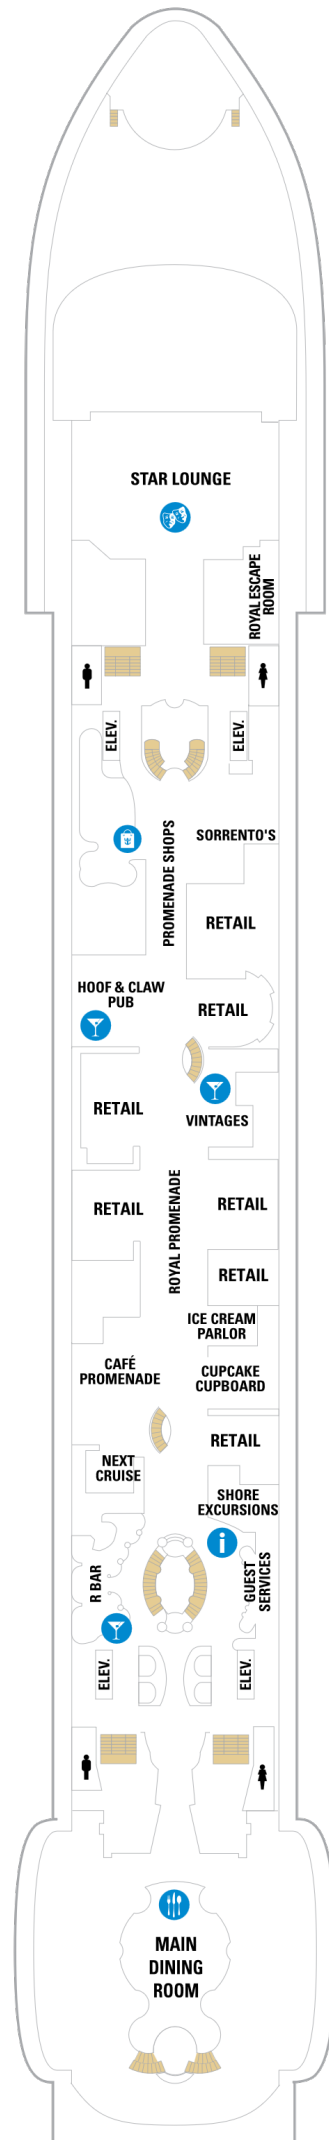 STAR LOUNGE
ROYAL ESCAPE
ROOM
ELEV.
ELEV.
PROMENADE SHOPS
SORRENTO'S
RETAIL
HOOF & CLAW
PUB
RETAIL
RETAIL
VINTAGES
RETAIL
RETAIL
ROYAL PROMENADE
RETAIL
ICE CREAM
PARLOR
CAFÉ
PROMENADE
CUPCAKE
CUPBOARD
RETAIL
NEXT
CRUISE
SHORE
EXCURSIONS
i
R BAR
GUEST
SERVICES
ELEV.
ELEV.
MAIN
DINING
ROOM